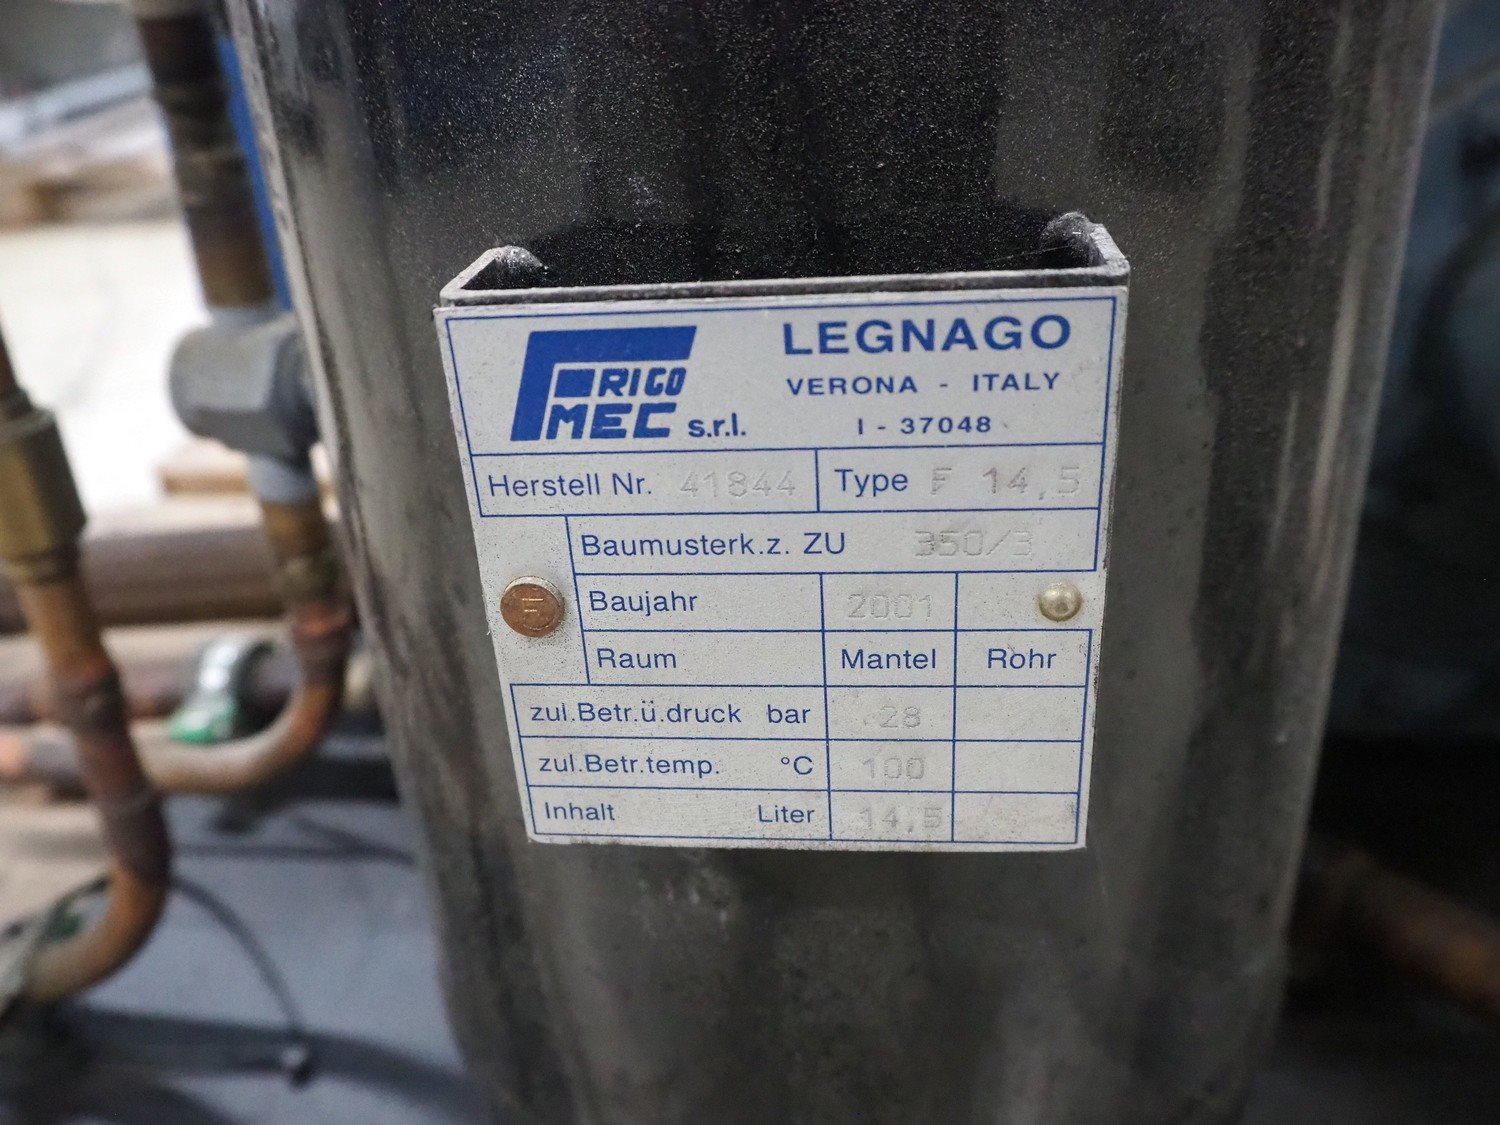 FRIGO
MEC s.r.l.
LEGNAGO
VERONA - ITALY
I - 37048
Herstell Nr. 41844 Type F 14,5
Baumusterk.z. ZU 350/3
Baujahr 2001
Raum Mantel Rohr
zul.Betr.ü.druck bar 28
zul.Betr.temp. °C 100
Inhalt Liter 14,5